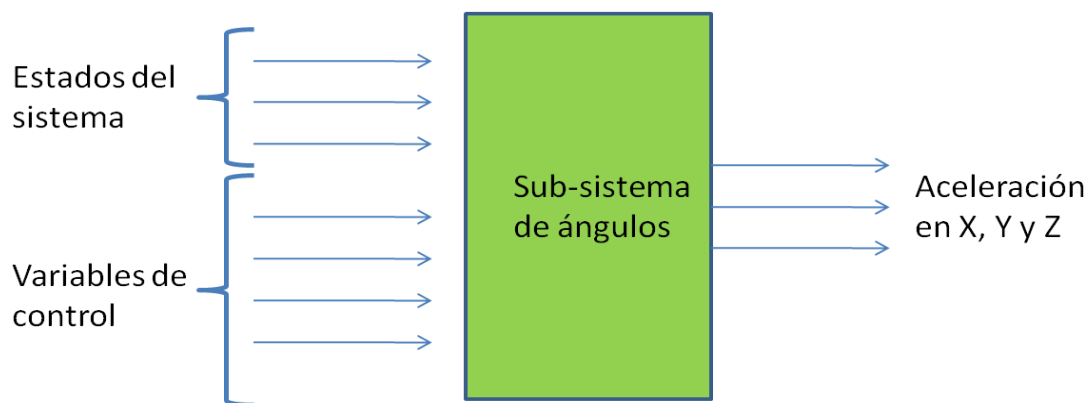 Estados del
sistema
Variables de
control
Sub-sistema
de ángulos
Aceleración
en X, Y y Z